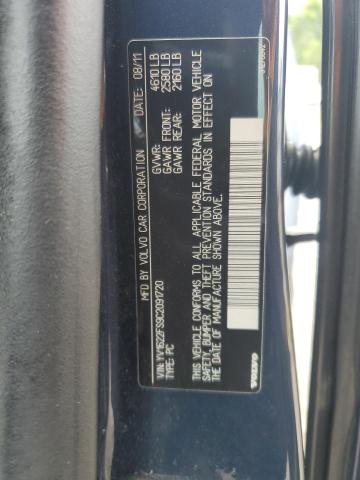 MFD BY VOLVO CAR CORPORATION DATE: 08/11
GVWR: 4610 LB
GAWR FRONT: 2580 LB
GAWR REAR: 2160 LB
VIN: YV1622FS9C2091720
TYPE: PC
THIS VEHICLE CONFORMS TO ALL APPLICABLE FEDERAL MOTOR VEHICLE
SAFETY, BUMPER AND THEFT PREVENTION STANDARDS IN EFFECT ON
THE DATE OF MANUFACTURE SHOWN ABOVE.
VOLVO